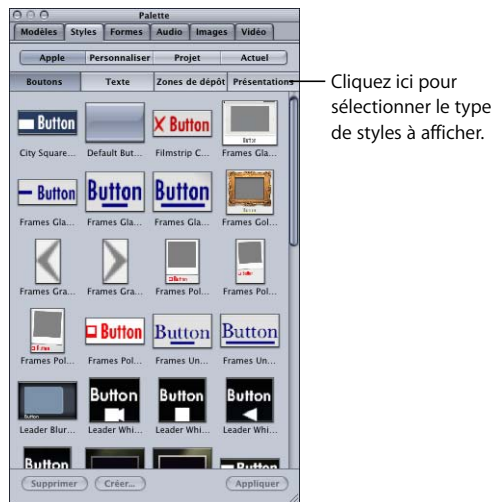 Palette
Modèles Styles Formes Audio Images Vidéo
Apple Personnaliser Projet Actuel
Boutons Texte Zones de dépôt Présentations
Cliquez ici pour
sélectionner le type
de styles à afficher.
Button Button
City Square... Default But... Filmstrip C... Frames Gla...
Button Button Button
Frames Gla... Frames Gla... Frames Gla... Frames Gol...
Frames Gra... Frames Gra... Frames Pol... Frames Pol...
Button Button Button
Frames Pol... Frames Pol... Frames Un... Frames Un...
Button Button Button
Leader Blur... Leader Whi... Leader Whi... Leader Whi...
Button Button
Supprimer Créer... Appliquer